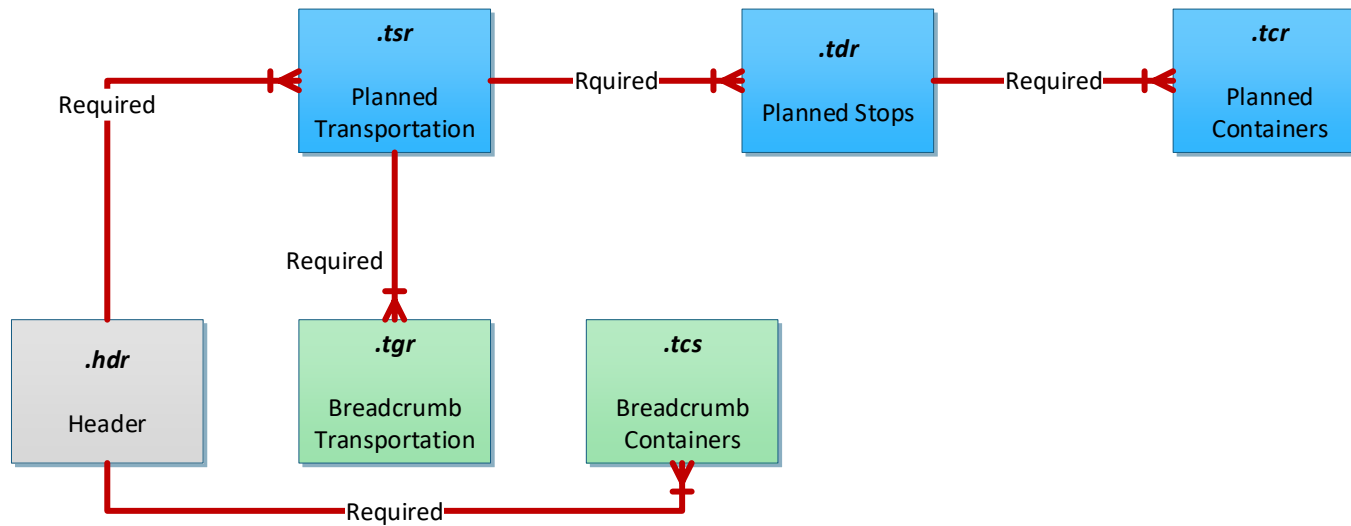 .tsr
Planned
Transportation
.tdr
Planned Stops
.tcr
Planned
Containers
Required
Rquired
Required
Required
.hdr
Header
.tgr
Breadcrumb
Transportation
.tcs
Breadcrumb
Containers
Required